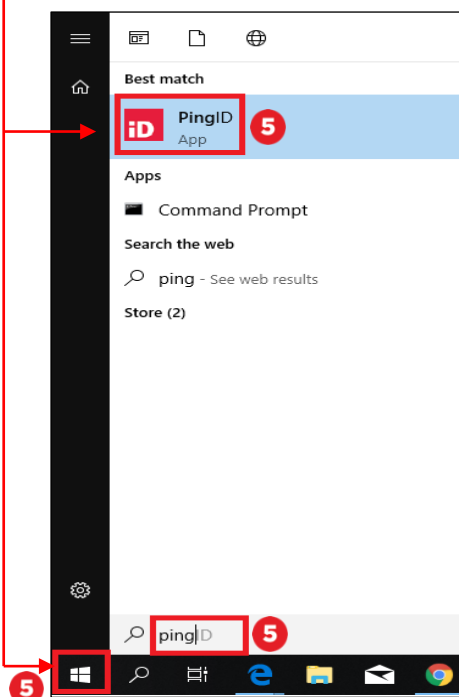 Best match
iD PingID 5
App
Apps
Command Prompt
Search the web
ping - See web results
Store (2)
pingID 5
5